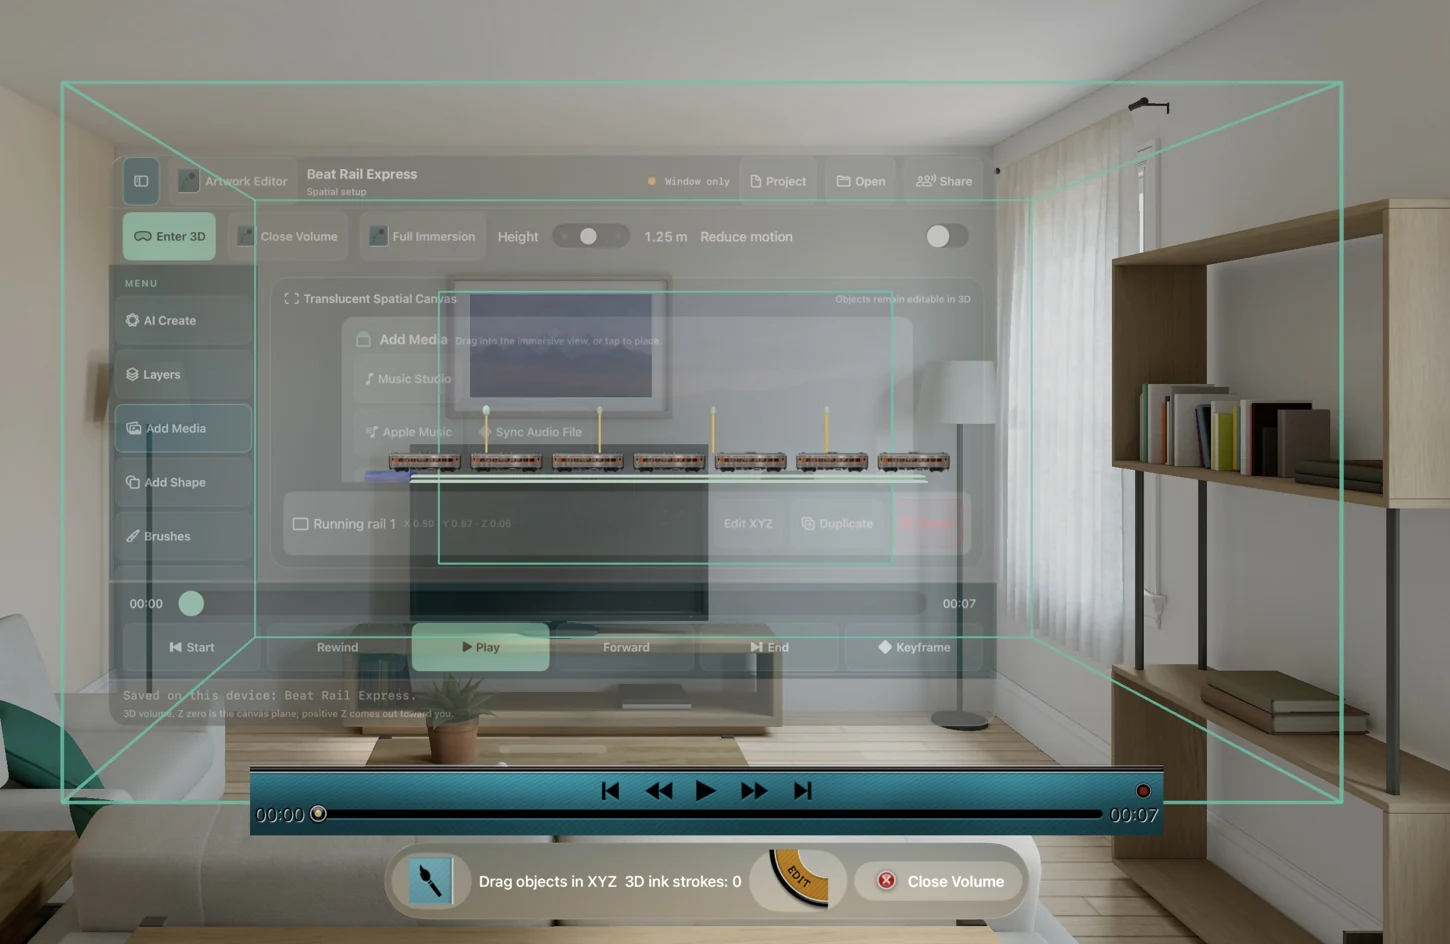 Artwork Editor
Beat Rail Express
Spatial setup
Window only
Project
Open
Share
Enter 3D
Close Volume
Full Immersion
Height
1.25 m
Reduce motion
MENU
AI Create
Layers
Add Media
Add Shape
Brushes
Translucent Spatial Canvas
Objects remain editable in 3D
Add Media
Drag into the immersive view, or tap to place.
Music Studio
Apple Music
Sync Audio File
Running rail 1
X 0.50 · Y 0.67 · Z 0.06
Edit XYZ
Duplicate
00:00
00:07
Start
Rewind
Play
Forward
End
Keyframe
Saved on this device: Beat Rail Express.
3D volume. Z zero is the canvas plane; positive Z comes out toward you.
00:00
00:07
Drag objects in XYZ
3D ink strokes: 0
EDIT
Close Volume